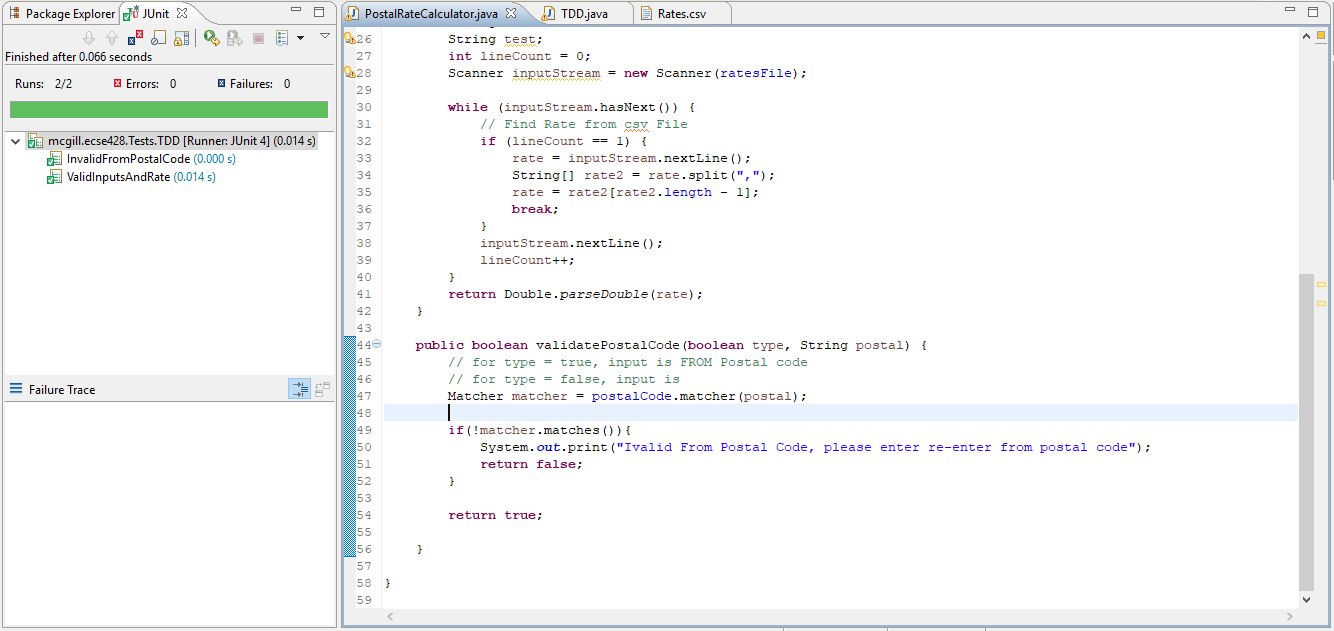 Package Explorer JUnit
Finished after 0.066 seconds
Runs: 2/2 Errors: 0 Failures: 0
mcgill.ecse428.Tests.TDD [Runner: JUnit 4] (0.014 s)
InvalidFromPostalCode (0.000 s)
ValidInputsAndRate (0.014 s)
Failure Trace
PostalRateCalculator.java TDD.java Rates.csv
26 String test;
27 int lineCount = 0;
28 Scanner inputStream = new Scanner(ratesFile);
29
30 while (inputStream.hasNext()) {
31 // Find Rate from csv File
32 if (lineCount == 1) {
33 rate = inputStream.nextLine();
34 String[] rate2 = rate.split(",");
35 rate = rate2[rate2.length - 1];
36 break;
37 }
38 inputStream.nextLine();
39 lineCount++;
40 }
41 return Double.parseDouble(rate);
42 }
43
44 public boolean validatePostalCode(boolean type, String postal) {
45 // for type = true, input is FROM Postal code
46 // for type = false, input is
47 Matcher matcher = postalCode.matcher(postal);
48
49 if(!matcher.matches()){
50 System.out.print("Ivalid From Postal Code, please enter re-enter from postal code");
51 return false;
52 }
53
54 return true;
55
56 }
57
58 }
59